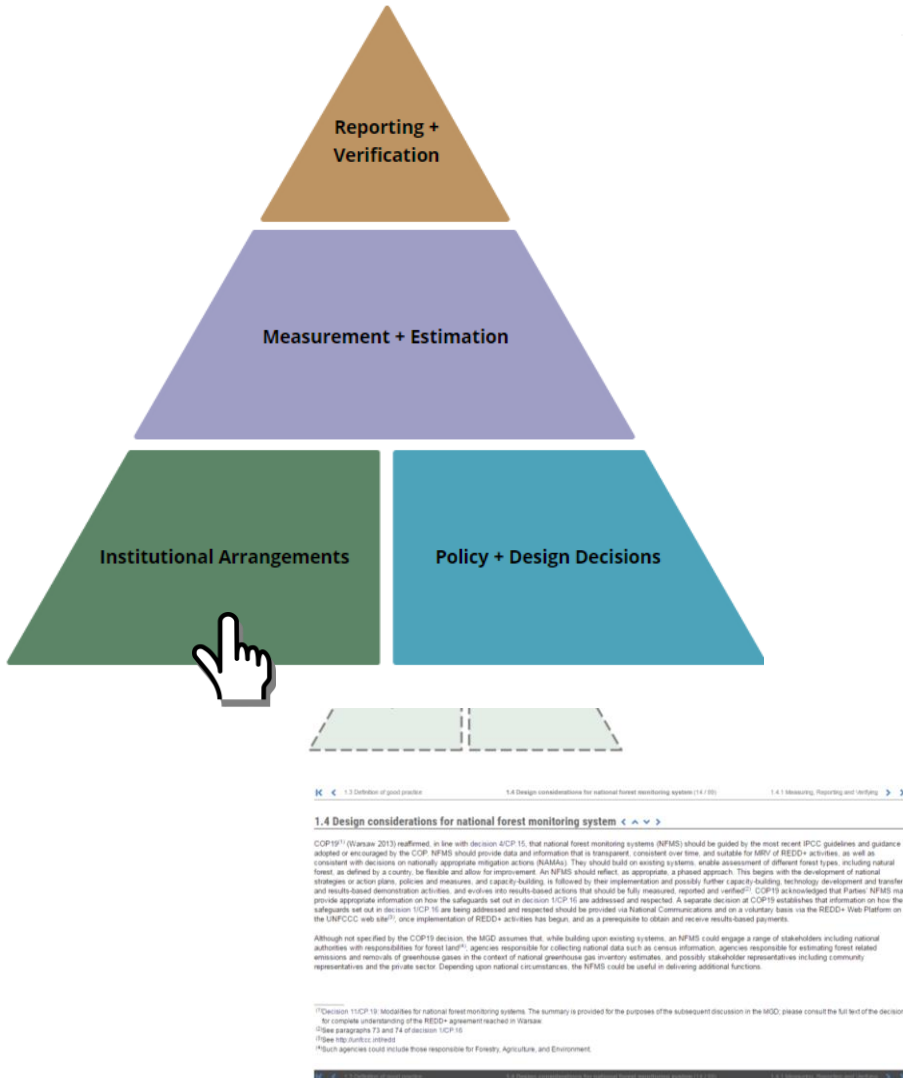 Reporting +
Verification
Measurement + Estimation
Institutional Arrangements
Policy + Design Decisions
1.3 Definition of good practice
1.4 Design considerations for national forest monitoring system (14 / 99)
1.4.1 Measuring, Reporting and Verifying
1.4 Design considerations for national forest monitoring system
COP19(1) (Warsaw 2013) reaffirmed, in line with decision 4/CP.15, that national forest monitoring systems (NFMS) should be guided by the most recent IPCC guidelines and guidance
adopted or encouraged by the COP. NFMS should provide data and information that is transparent, consistent over time, and suitable for MRV of REDD+ activities, as well as
consistent with decisions on nationally appropriate mitigation actions (NAMAs). They should build on existing systems, enable assessment of different forest types, including natural
forest, as defined by a country, be flexible and allow for improvement. An NFMS should reflect, as appropriate, a phased approach. This begins with the development of national
strategies or action plans, policies and measures, and capacity-building, is followed by their implementation and possibly further capacity-building, technology development and transfer
and results-based demonstration activities, and evolves into results-based actions that should be fully measured, reported and verified(2). COP19 acknowledged that Parties' NFMS ma
provide appropriate information on how the safeguards set out in decision 1/CP.16 are addressed and respected. A separate decision at COP19 establishes that information on how the
safeguards set out in decision 1/CP.16 are being addressed and respected should be provided via National Communications and on a voluntary basis via the REDD+ Web Platform on
the UNFCCC web site(3), once implementation of REDD+ activities has begun, and as a prerequisite to obtain and receive results-based payments.
Although not specified by the COP19 decision, the MGD assumes that, while building upon existing systems, an NFMS could engage a range of stakeholders including national
authorities with responsibilities for forest land(4), agencies responsible for collecting national data such as census information, agencies responsible for estimating forest related
emissions and removals of greenhouse gases in the context of national greenhouse gas inventory estimates, and possibly stakeholder representatives including community
representatives and the private sector. Depending upon national circumstances, the NFMS could be useful in delivering additional functions.
(1)Decision 11/CP.19: Modalities for national forest monitoring systems. The summary is provided for the purposes of the subsequent discussion in the MGD; please consult the full text of the decision
for complete understanding of the REDD+ agreement reached in Warsaw.
(2)See paragraphs 73 and 74 of decision 1/CP.16
(3)See http://unfccc.int/redd
(4)Such agencies could include those responsible for Forestry, Agriculture, and Environment.